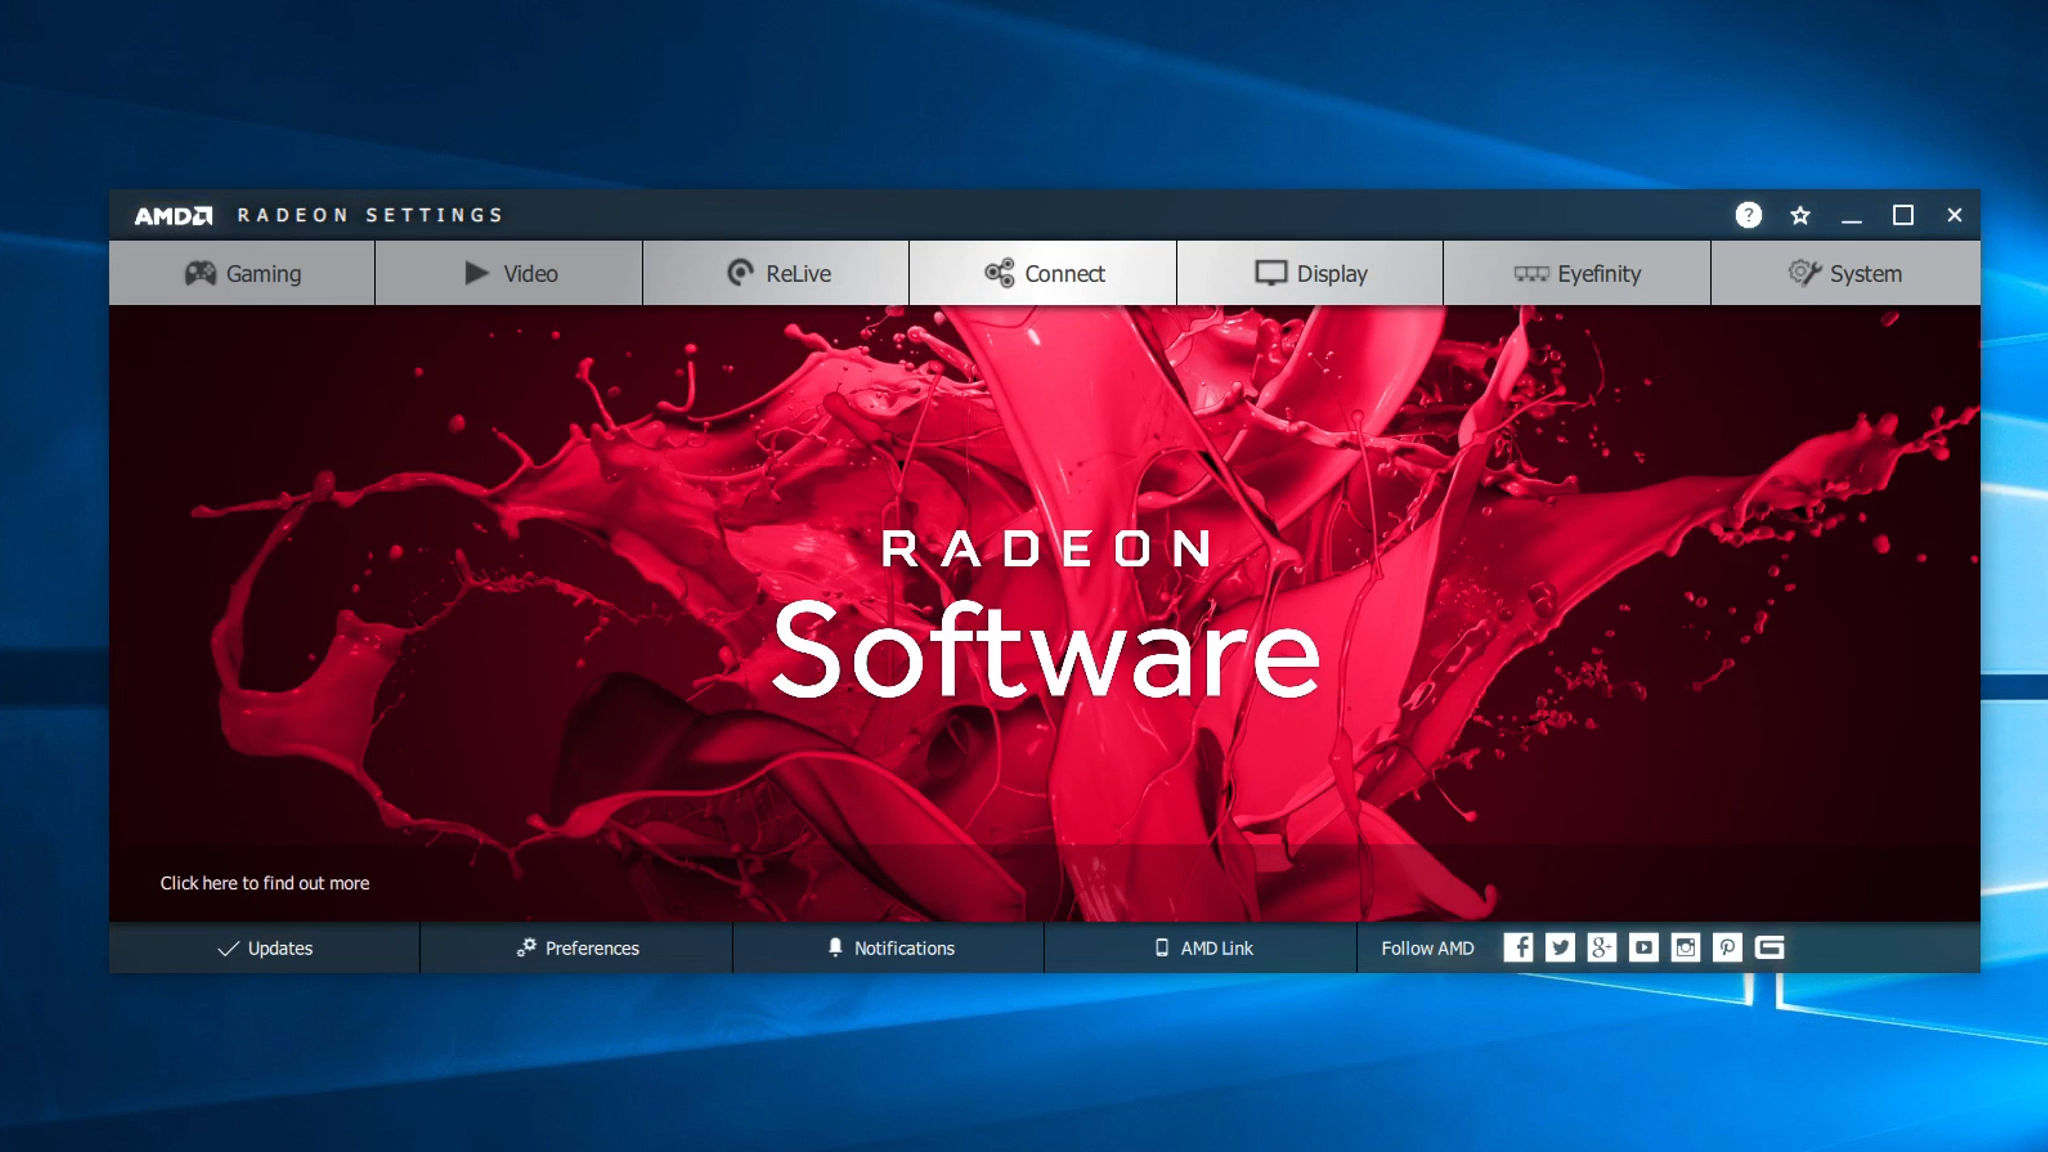 AMD RADEON SETTINGS
Gaming Video ReLive Connect Display Eyefinity System
RADEON
Software
Click here to find out more
Updates Preferences Notifications AMD Link Follow AMD